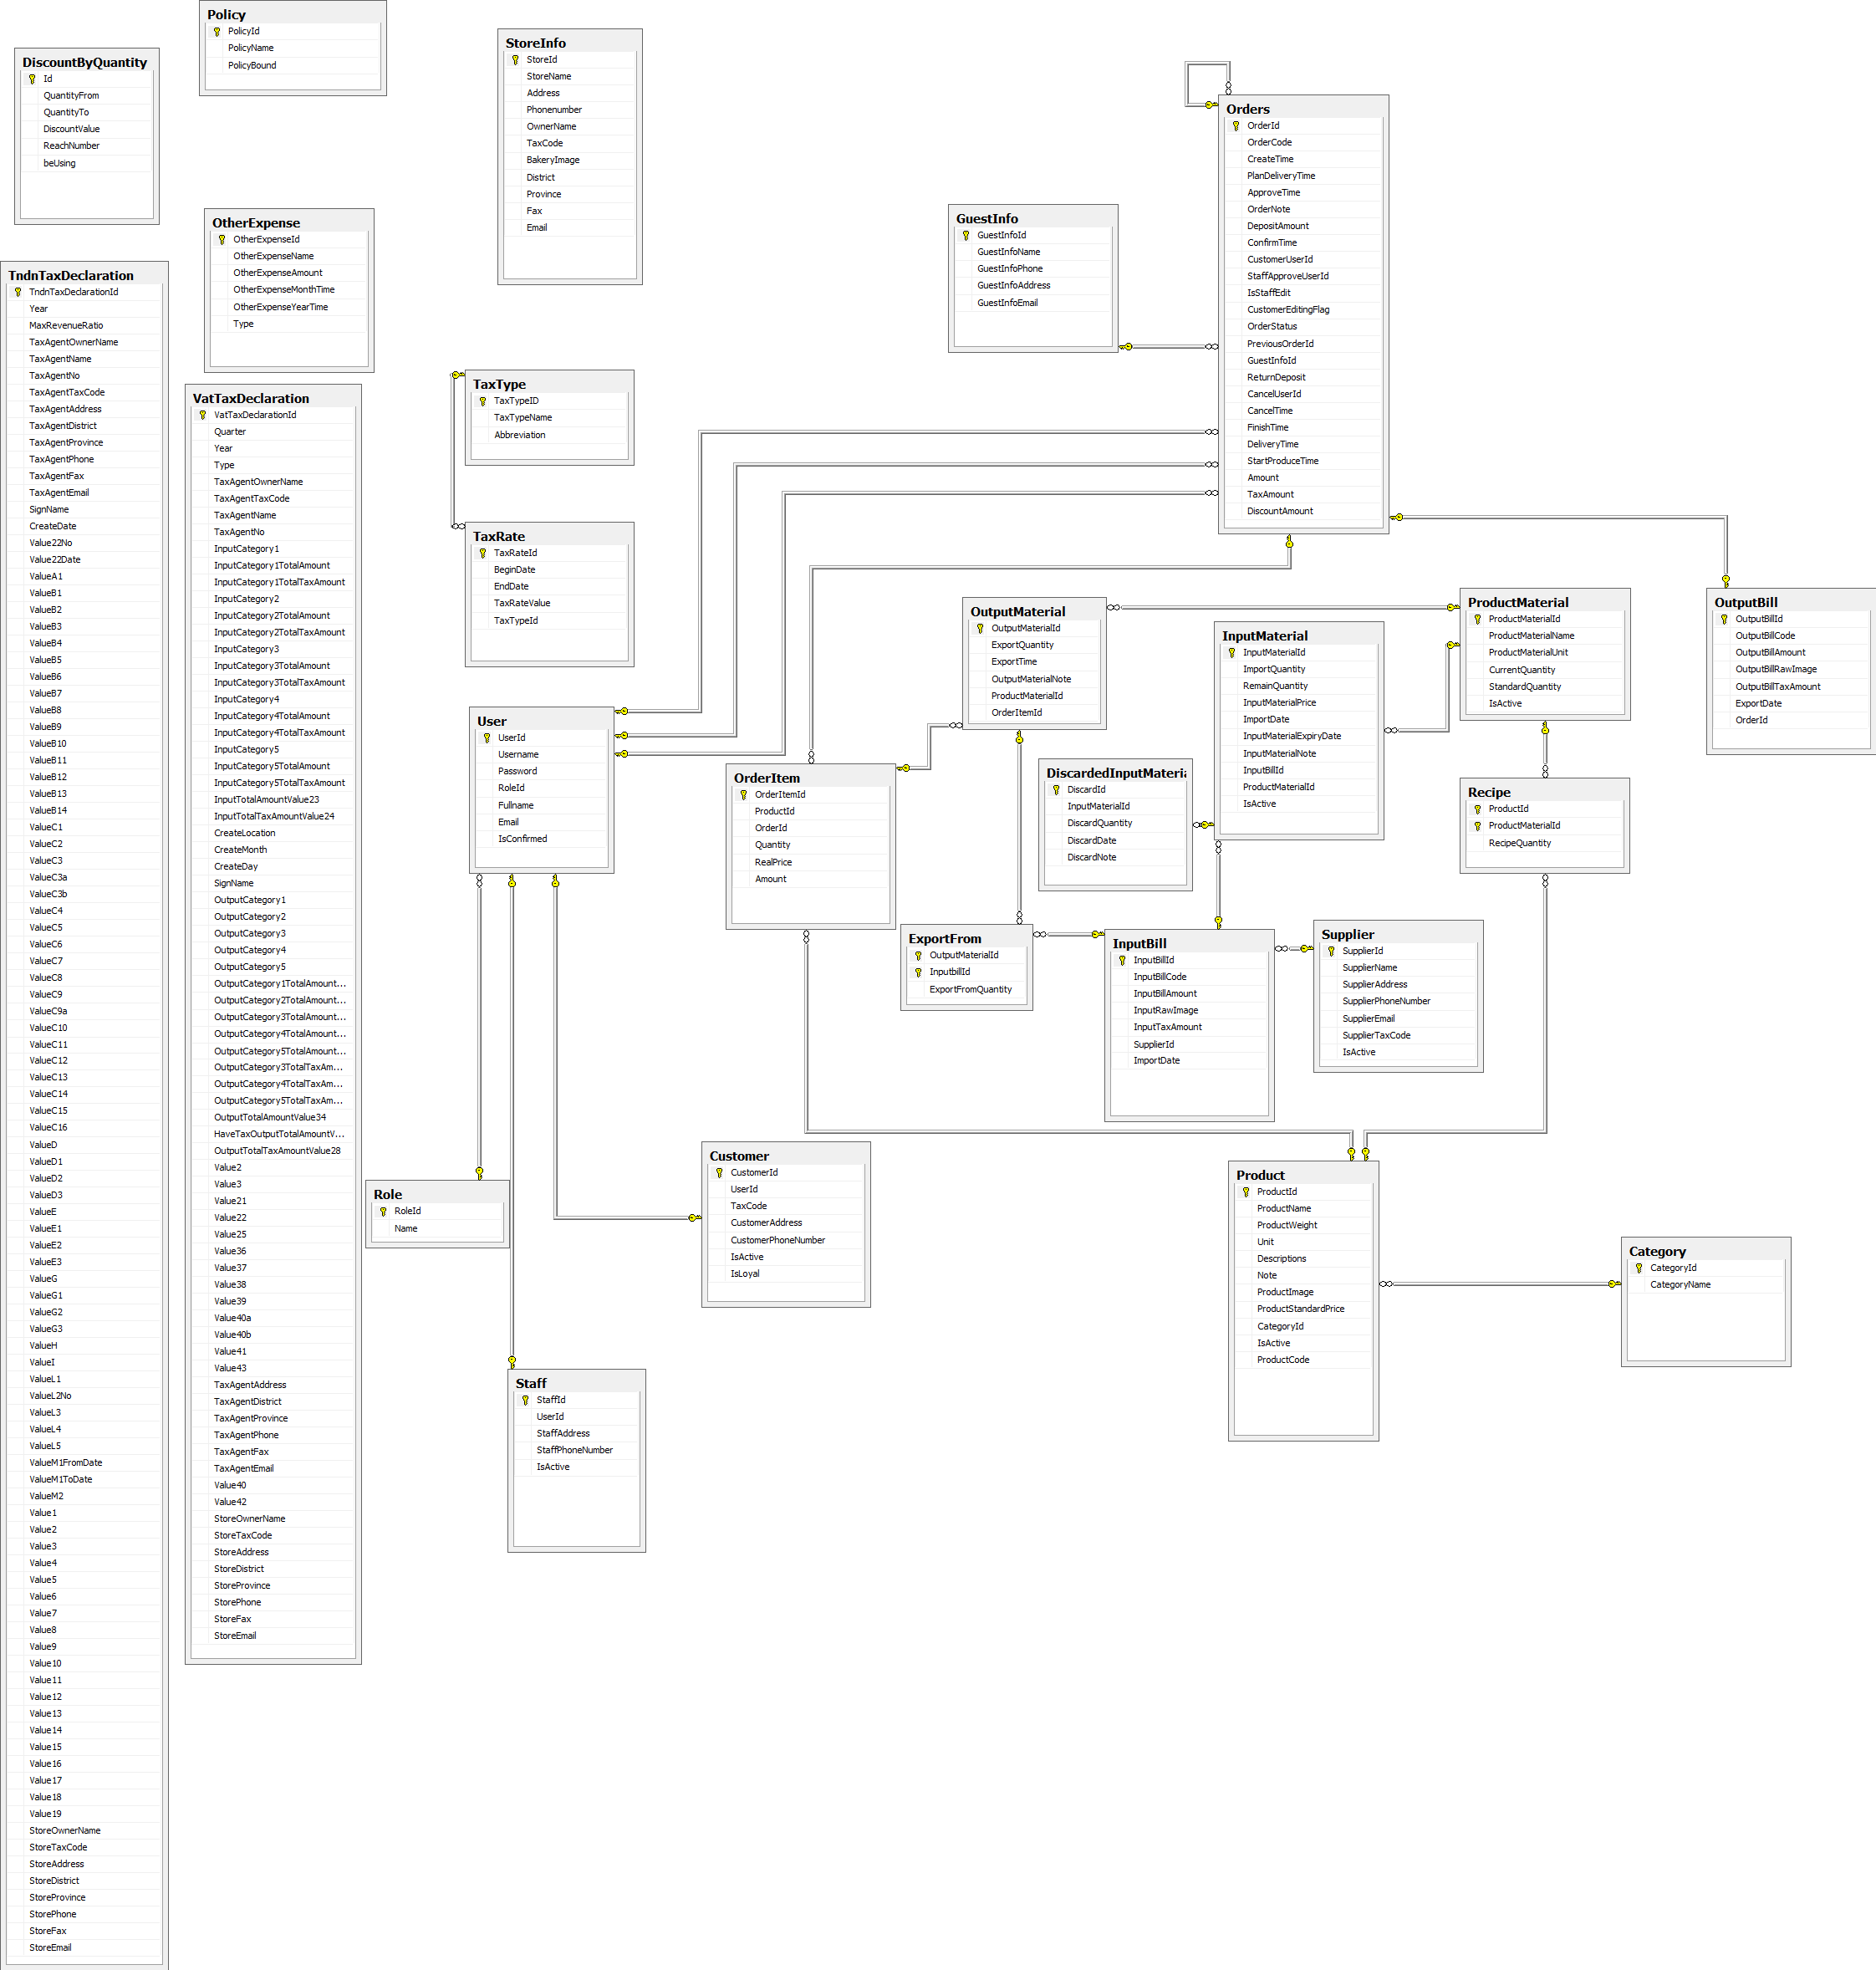 Policy
PolicyId
PolicyName
PolicyBound
DiscountByQuantity
Id
QuantityFrom
QuantityTo
DiscountValue
ReachNumber
beUsing
StoreInfo
StoreId
StoreName
Address
Phonenumber
OwnerName
TaxCode
BakeryImage
District
Province
Fax
Email
OtherExpense
OtherExpenseId
OtherExpenseName
OtherExpenseAmount
OtherExpenseMonthTime
OtherExpenseYearTime
Type
TndnTaxDeclaration
TndnTaxDeclarationId
Year
MaxRevenueRatio
TaxAgentOwnerName
TaxAgentName
TaxAgentNo
TaxAgentTaxCode
TaxAgentAddress
TaxAgentDistrict
TaxAgentProvince
TaxAgentPhone
TaxAgentFax
TaxAgentEmail
SignName
CreateDate
Value22No
Value22Date
ValueA1
ValueB1
ValueB2
ValueB3
ValueB4
ValueB5
ValueB6
ValueB7
ValueB8
ValueB9
ValueB10
ValueB11
ValueB12
ValueB13
ValueB14
ValueC1
ValueC2
ValueC3
ValueC3a
ValueC3b
ValueC4
ValueC5
ValueC6
ValueC7
ValueC8
ValueC9
ValueC9a
ValueC10
ValueC11
ValueC12
ValueC13
ValueC14
ValueC15
ValueC16
ValueD
ValueD1
ValueD2
ValueD3
ValueE
ValueE1
ValueE2
ValueE3
ValueG
ValueG1
ValueG2
ValueG3
ValueH
ValueI
ValueL1
ValueL2No
ValueL3
ValueL4
ValueL5
ValueM1FromDate
ValueM1ToDate
ValueM2
Value1
Value2
Value3
Value4
Value5
Value6
Value7
Value8
Value9
Value10
Value11
Value12
Value13
Value14
Value15
Value16
Value17
Value18
Value19
StoreOwnerName
StoreTaxCode
StoreAddress
StoreDistrict
StoreProvince
StorePhone
StoreFax
StoreEmail
VatTaxDeclaration
VatTaxDeclarationId
Quarter
Year
Type
TaxAgentOwnerName
TaxAgentTaxCode
TaxAgentName
TaxAgentNo
InputCategory1
InputCategory1TotalAmount
InputCategory1TotalTaxAmount
InputCategory2
InputCategory2TotalAmount
InputCategory2TotalTaxAmount
InputCategory3
InputCategory3TotalAmount
InputCategory3TotalTaxAmount
InputCategory4
InputCategory4TotalAmount
InputCategory4TotalTaxAmount
InputCategory5
InputCategory5TotalAmount
InputCategory5TotalTaxAmount
InputTotalAmountValue23
InputTotalTaxAmountValue24
CreateLocation
CreateMonth
CreateDay
SignName
OutputCategory1
OutputCategory2
OutputCategory3
OutputCategory4
OutputCategory5
OutputCategory1TotalAmount...
OutputCategory2TotalAmount...
OutputCategory3TotalAmount...
OutputCategory4TotalAmount...
OutputCategory5TotalAmount...
OutputCategory3TotalTaxAm...
OutputCategory4TotalTaxAm...
OutputCategory5TotalTaxAm...
OutputTotalAmountValue34
HaveTaxOutputTotalAmountV...
OutputTotalTaxAmountValue28
Value2
Value3
Value21
Value22
Value25
Value36
Value37
Value38
Value39
Value40a
Value40b
Value41
Value43
TaxAgentAddress
TaxAgentDistrict
TaxAgentProvince
TaxAgentPhone
TaxAgentFax
TaxAgentEmail
Value40
Value42
StoreOwnerName
StoreTaxCode
StoreAddress
StoreDistrict
StoreProvince
StorePhone
StoreFax
StoreEmail
TaxType
TaxTypeID
TaxTypeName
Abbreviation
TaxRate
TaxRateId
BeginDate
EndDate
TaxRateValue
TaxTypeId
User
UserId
Username
Password
RoleId
Fullname
Email
IsConfirmed
Role
RoleId
Name
Staff
StaffId
UserId
StaffAddress
StaffPhoneNumber
IsActive
Customer
CustomerId
UserId
TaxCode
CustomerAddress
CustomerPhoneNumber
IsActive
IsLoyal
GuestInfo
GuestInfoId
GuestInfoName
GuestInfoPhone
GuestInfoAddress
GuestInfoEmail
Orders
OrderId
OrderCode
CreateTime
PlanDeliveryTime
ApproveTime
OrderNote
DepositAmount
ConfirmTime
CustomerUserId
StaffApproveUserId
IsStaffEdit
CustomerEditingFlag
OrderStatus
PreviousOrderId
GuestInfoId
ReturnDeposit
CancelUserId
CancelTime
FinishTime
DeliveryTime
StartProduceTime
Amount
TaxAmount
DiscountAmount
OrderItem
OrderItemId
ProductId
OrderId
Quantity
RealPrice
Amount
OutputMaterial
OutputMaterialId
ExportQuantity
ExportTime
OutputMaterialNote
ProductMaterialId
OrderItemId
DiscardedInputMateria
DiscardId
InputMaterialId
DiscardQuantity
DiscardDate
DiscardNote
InputMaterial
InputMaterialId
ImportQuantity
RemainQuantity
InputMaterialPrice
ImportDate
InputMaterialExpiryDate
InputMaterialNote
InputBillId
ProductMaterialId
IsActive
ProductMaterial
ProductMaterialId
ProductMaterialName
ProductMaterialUnit
CurrentQuantity
StandardQuantity
IsActive
OutputBill
OutputBillId
OutputBillCode
OutputBillAmount
OutputBillRawImage
OutputBillTaxAmount
ExportDate
OrderId
Recipe
ProductId
ProductMaterialId
RecipeQuantity
ExportFrom
OutputMaterialId
InputbillId
ExportFromQuantity
InputBill
InputBillId
InputBillCode
InputBillAmount
InputRawImage
InputTaxAmount
SupplierId
ImportDate
Supplier
SupplierId
SupplierName
SupplierAddress
SupplierPhoneNumber
SupplierEmail
SupplierTaxCode
IsActive
Product
ProductId
ProductName
ProductWeight
Unit
Descriptions
Note
ProductImage
ProductStandardPrice
CategoryId
IsActive
ProductCode
Category
CategoryId
CategoryName